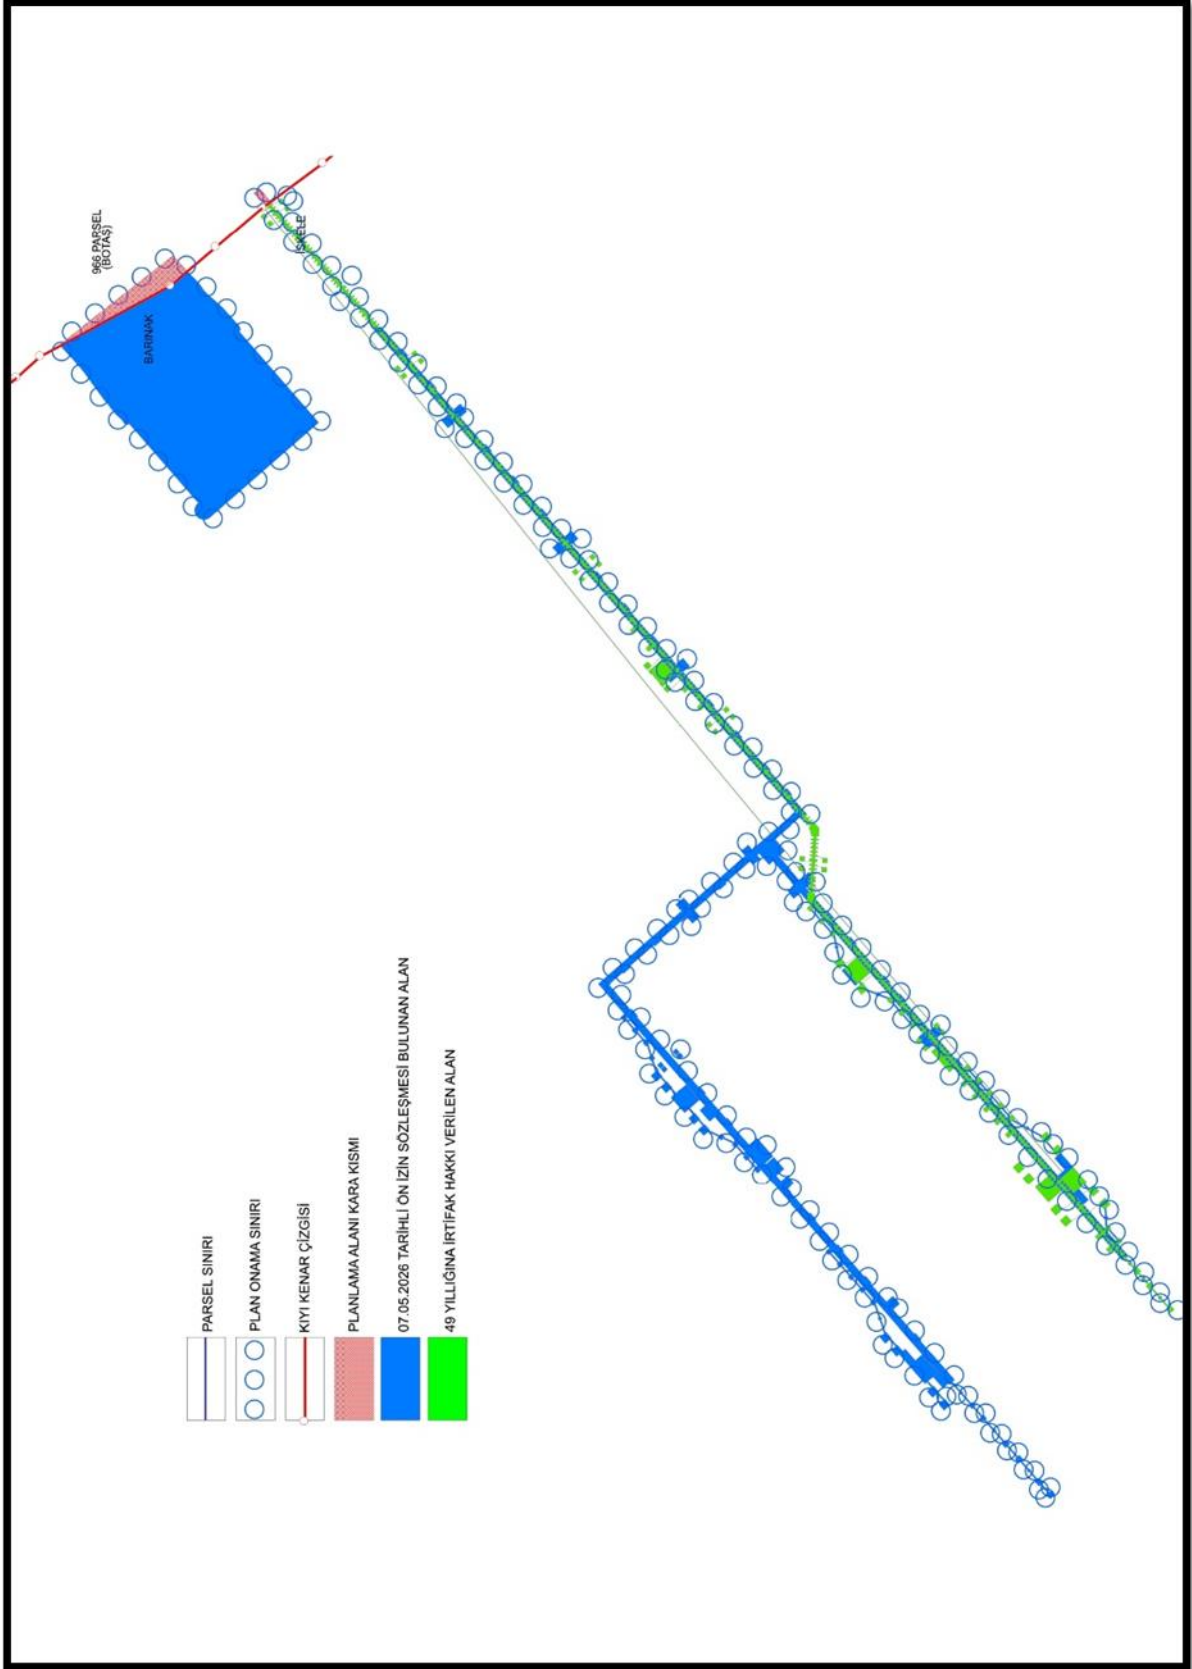 966 PARSEL
(BOTAŞ)
BARINAK
İSKELE
PARSEL SINIRI
PLAN ONAMA SINIRI
KIYI KENAR ÇİZGİSİ
PLANLAMA ALANI KARA KISMI
07.05.2026 TARİHLİ ÖN İZİN SÖZLEŞMESİ BULUNAN ALAN
49 YILLIĞINA İRTİFAK HAKKI VERİLEN ALAN